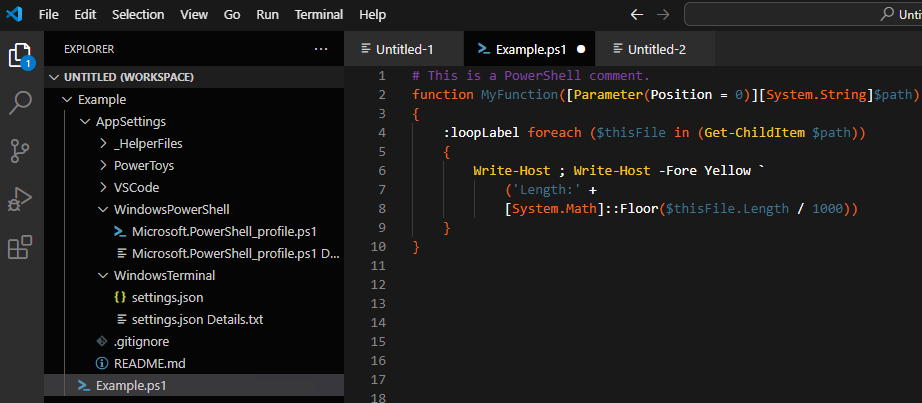 File Edit Selection View Go Run Terminal Help
Unti
EXPLORER ...
Untitled-1 Example.ps1 Untitled-2
1
UNTITLED (WORKSPACE)
Example
AppSettings
_HelperFiles
PowerToys
VSCode
WindowsPowerShell
Microsoft.PowerShell_profile.ps1
Microsoft.PowerShell_profile.ps1 D...
WindowsTerminal
{} settings.json
settings.json Details.txt
.gitignore
README.md
Example.ps1
1 # This is a PowerShell comment.
2 function MyFunction([Parameter(Position = 0)][System.String]$path)
3 {
4 :loopLabel foreach ($thisFile in (Get-ChildItem $path))
5 {
6 Write-Host ; Write-Host -Fore Yellow `
7 ('Length:' +
8 [System.Math]::Floor($thisFile.Length / 1000))
9 }
10 }
11
12
13
14
15
16
17
18